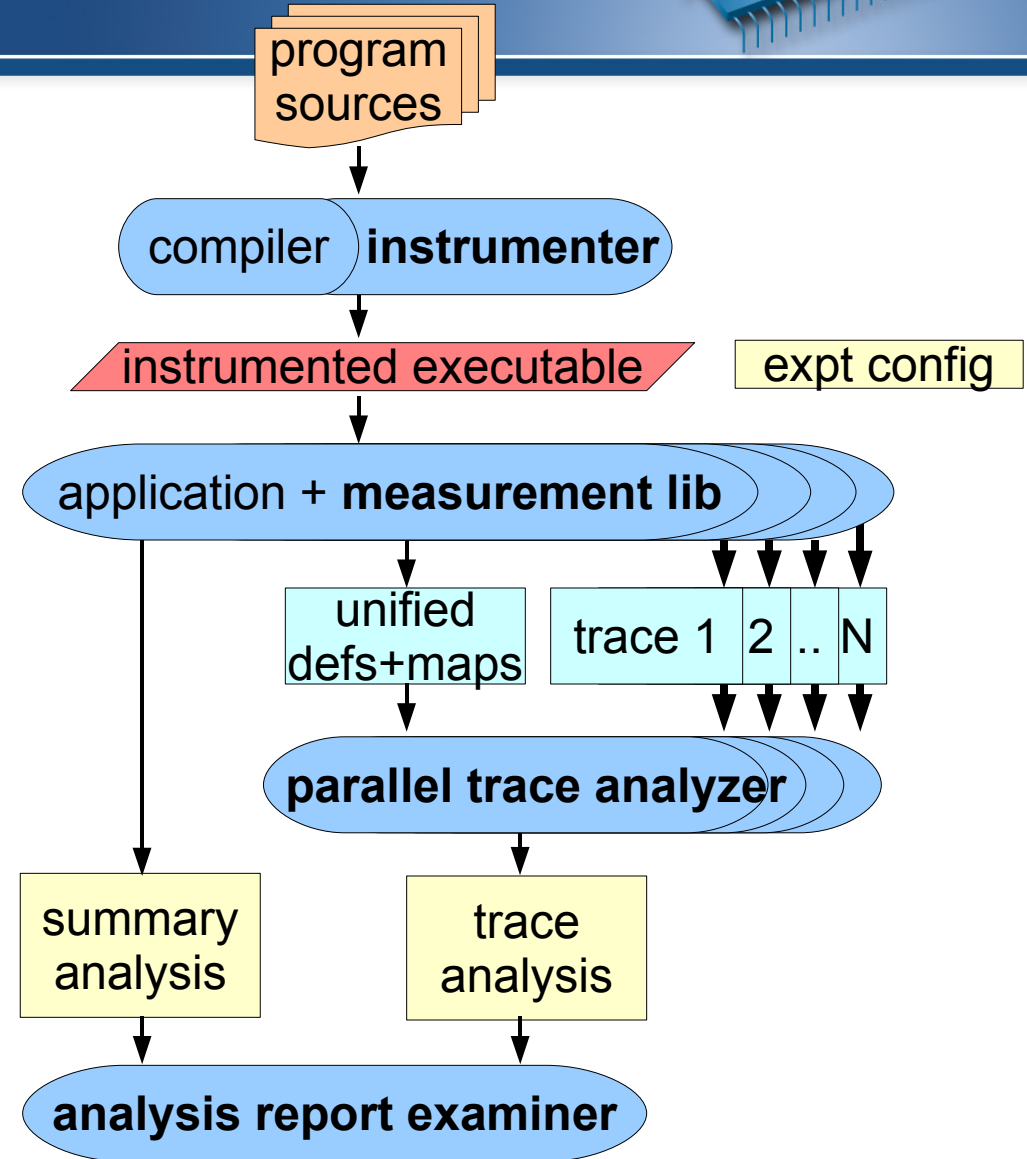 program
sources
compiler instrumenter
instrumented executable
expt config
application + measurement lib
unified
defs+maps
trace 1 2 .. N
parallel trace analyzer
summary
analysis
trace
analysis
analysis report examiner